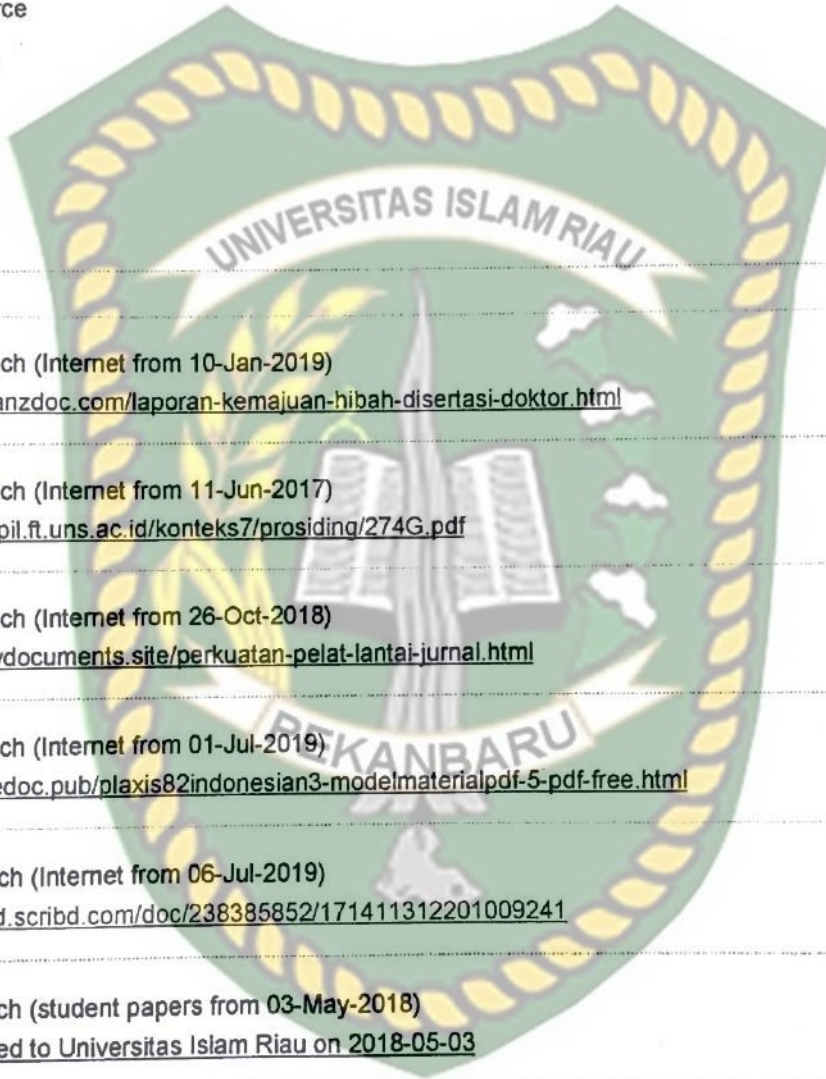 rce
UNIVERSITAS ISLAM RIAU
ch (Internet from 10-Jan-2019)
anzdoc.com/laporan-kemajuan-hibah-disertasi-doktor.html
ch (Internet from 11-Jun-2017)
pil.ft.uns.ac.id/konteks7/prosiding/274G.pdf
ch (Internet from 26-Oct-2018)
ydocuments.site/perkuatan-pelat-lantai-jurnal.html
PEKANBARU
ch (Internet from 01-Jul-2019)
edoc.pub/plaxis82indonesian3-modelmaterialpdf-5-pdf-free.html
ch (Internet from 06-Jul-2019)
d.scribd.com/doc/238385852/171411312201009241
ch (student papers from 03-May-2018)
ed to Universitas Islam Riau on 2018-05-03